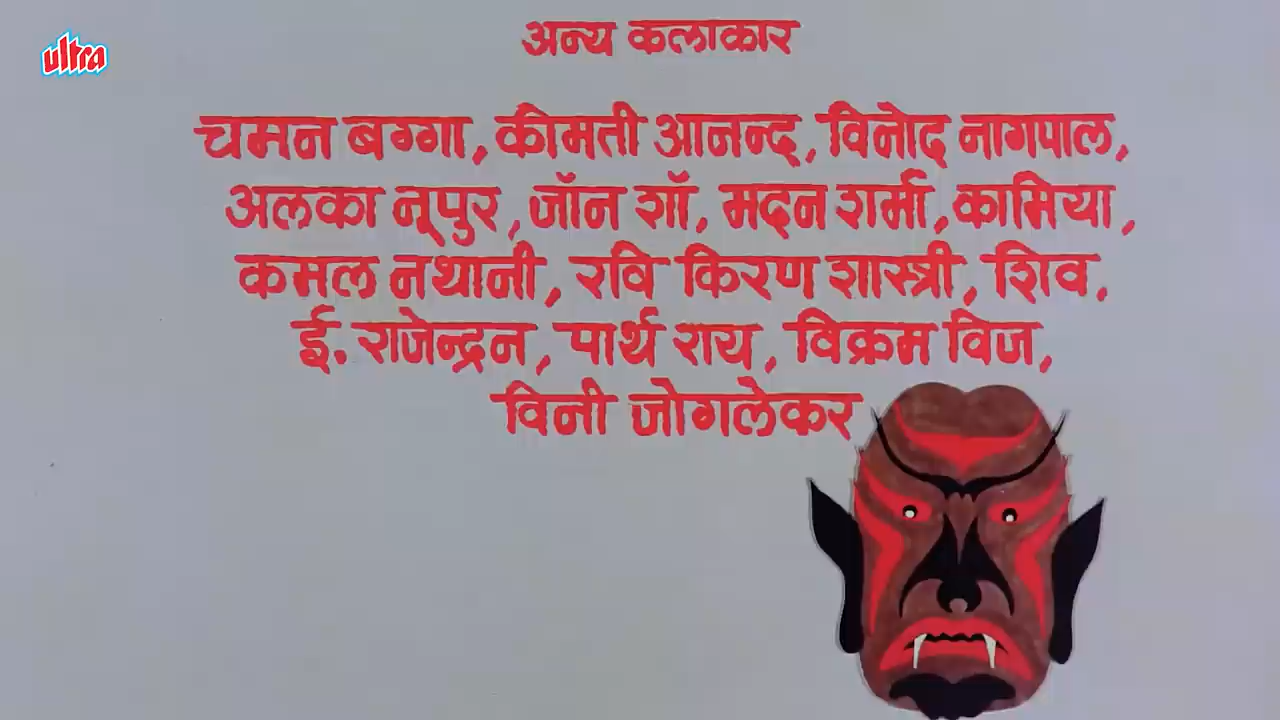 ultra
अन्य कलाकार
चमन बग्गा, कीमती आनन्द, विनोद नागपाल,
अलका नूपुर, जॉन शॉ, मदन शर्मा, कामिया,
कमल नथानी, रवि किरण शास्त्री, शिव,
ई. राजेन्द्रन, पार्थ राय, विक्रम विज,
विनी जोगलेकर